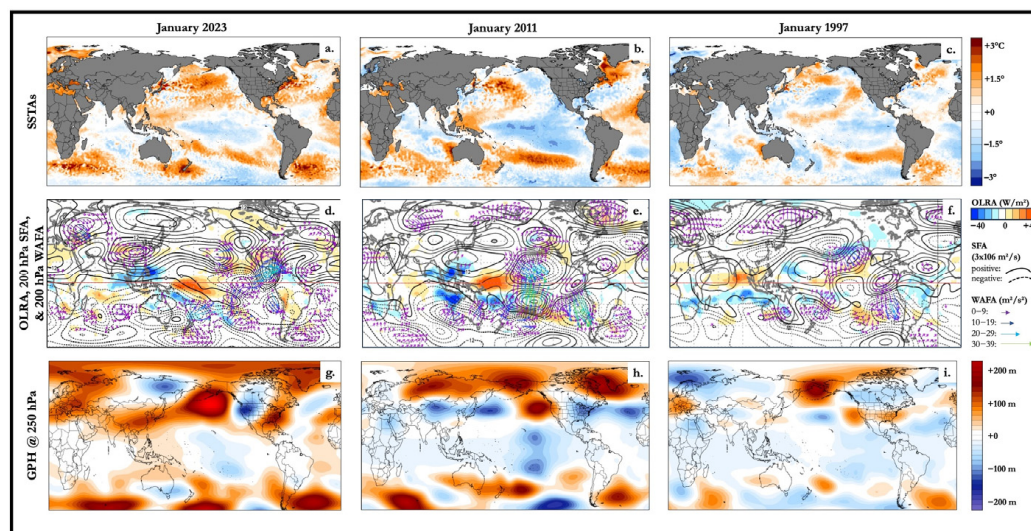 January 2023
January 2011
January 1997
SSTAs
a.
b.
c.
+3°C
+1.5°
+0
−1.5°
−3°
OLRA, 200 hPa SFA,
& 200 hPa WAFA
d.
e.
f.
OLRA (W/m²)
−40
+0
+4
SFA
(3x106 m²/s)
positive:
negative:
WAFA (m²/s²)
0−9:
10−19:
20−29:
30−39:
GPH @ 250 hPa
g.
h.
i.
+200 m
+100 m
+0 m
−100 m
−200 m